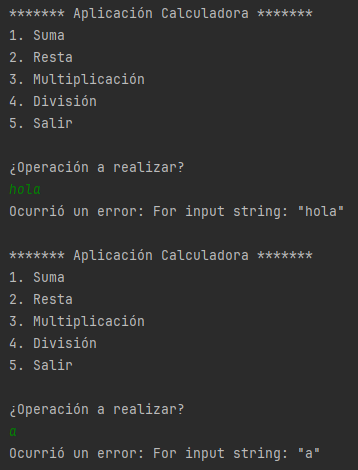 ******* Aplicación Calculadora *******
1. Suma
2. Resta
3. Multiplicación
4. División
5. Salir
¿Operación a realizar?
hola
Ocurrió un error: For input string: "hola"
******* Aplicación Calculadora *******
1. Suma
2. Resta
3. Multiplicación
4. División
5. Salir
¿Operación a realizar?
a
Ocurrió un error: For input string: "a"